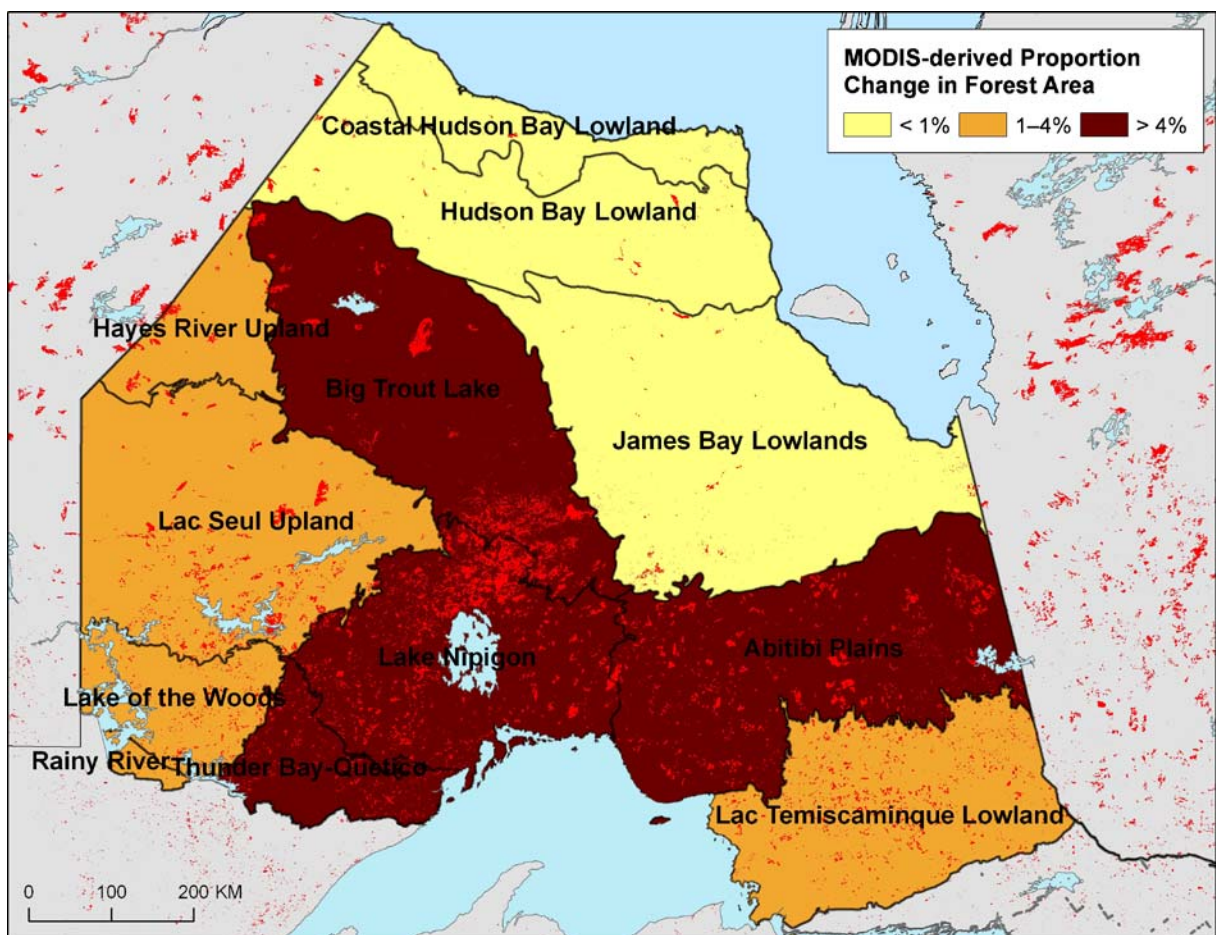 MODIS-derived Proportion
Change in Forest Area
< 1% 1–4% > 4%
Coastal Hudson Bay Lowland
Hudson Bay Lowland
Hayes River Upland
Big Trout Lake
James Bay Lowlands
Lac Seul Upland
Lake Nipigon
Abitibi Plains
Lake of the Woods
Rainy River
Thunder Bay-Quetico
Lac Temiscaminque Lowland
0 100 200 KM